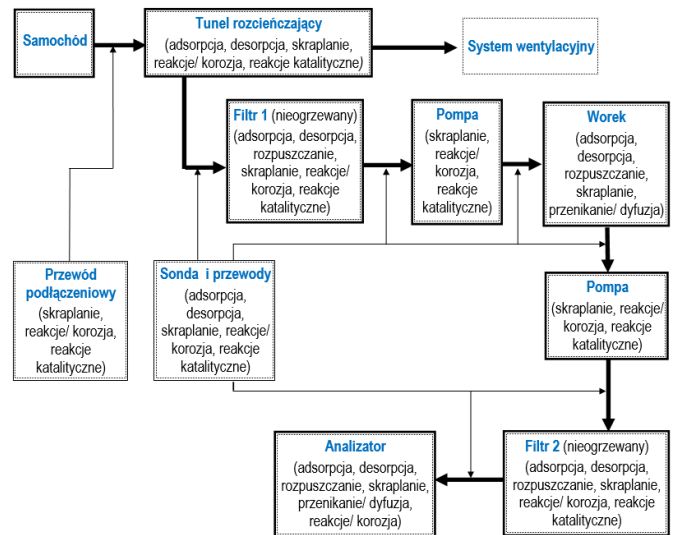 Samochód
Tunel rozcieńczający
(adsorpcja, desorpcja, skraplanie,
reakcje/ korozja, reakcje katalityczne)
System wentylacyjny
Filtr 1 (nieogrzewany)
(adsorpcja, desorpcja,
rozpuszczanie,
skraplanie, reakcje/
korozja, reakcje
katalityczne)
Pompa
(skraplanie,
reakcje/
korozja,
reakcje
katalityczne)
Worek
(adsorpcja,
desorpcja,
rozpuszczanie,
skraplanie,
przenikanie/ dyfuzja)
Przewód
podłączeniowy
(skraplanie,
reakcje/ korozja,
reakcje
katalityczne)
Sonda i przewody
(adsorpcja,
desorpcja,
skraplanie, reakcje/
korozja, reakcje
katalityczne)
Pompa
(skraplanie, reakcje/
korozja, reakcje
katalityczne)
Analizator
(adsorpcja, desorpcja,
rozpuszczanie, skraplanie,
przenikanie/ dyfuzja,
reakcje/ korozja)
Filtr 2 (nieogrzewany)
(adsorpcja, desorpcja,
rozpuszczanie, skraplanie,
reakcje/ korozja, reakcje
katalityczne)